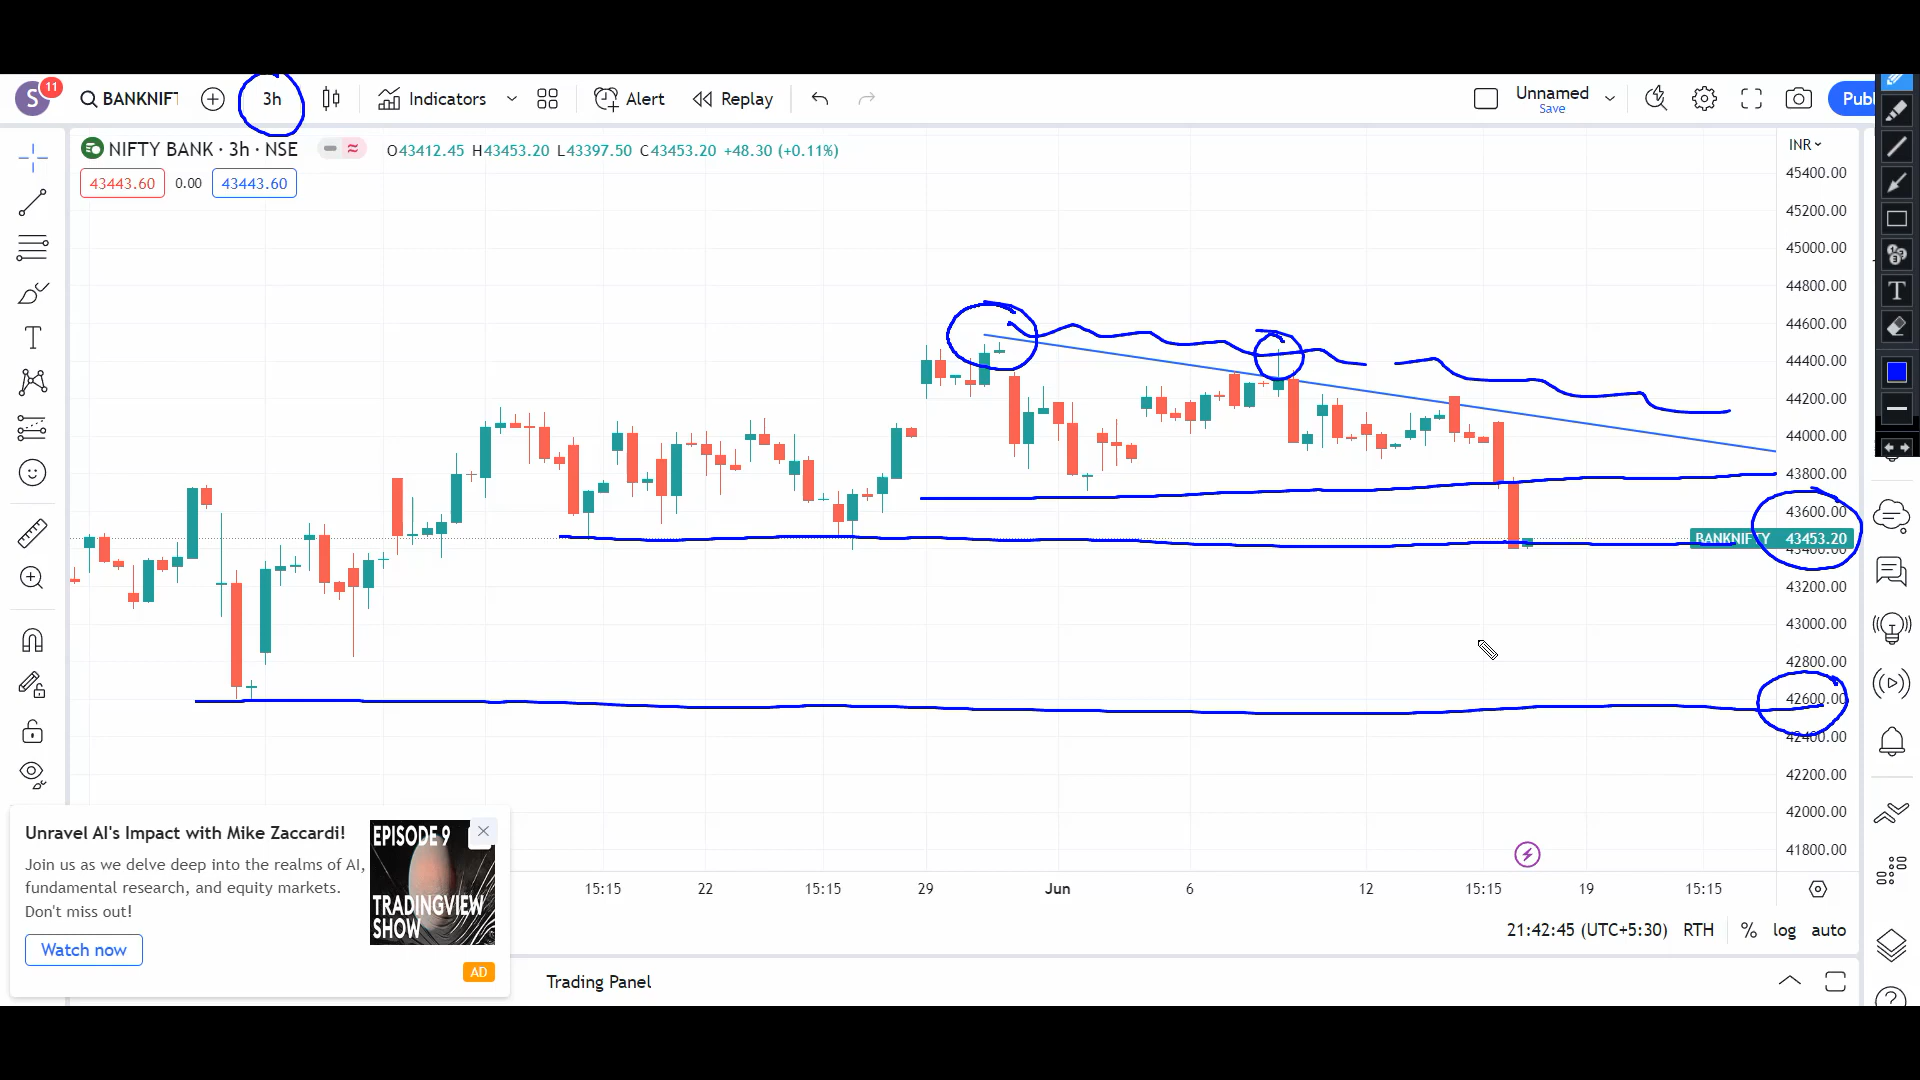 S 11 BANKNIFT 3h Indicators Alert Replay Unnamed Save Publ
NIFTY BANK · 3h · NSE O43412.45 H43453.20 L43397.50 C43453.20 +48.30 (+0.11%) INR
43443.60 0.00 43443.60
45400.00
45200.00
45000.00
44800.00
44600.00
44400.00
44200.00
44000.00
43800.00
43600.00
BANKNIFTY 43453.20
43400.00
43200.00
43000.00
42800.00
42600.00
42400.00
42200.00
42000.00
41800.00
Unravel AI's Impact with Mike Zaccardi!
Join us as we delve deep into the realms of AI,
fundamental research, and equity markets.
Don't miss out!
Watch now
EPISODE 9
TRADINGVIEW
SHOW
AD
15:15 22 15:15 29 Jun 6 12 15:15 19 15:15
21:42:45 (UTC+5:30) RTH % log auto
Trading Panel